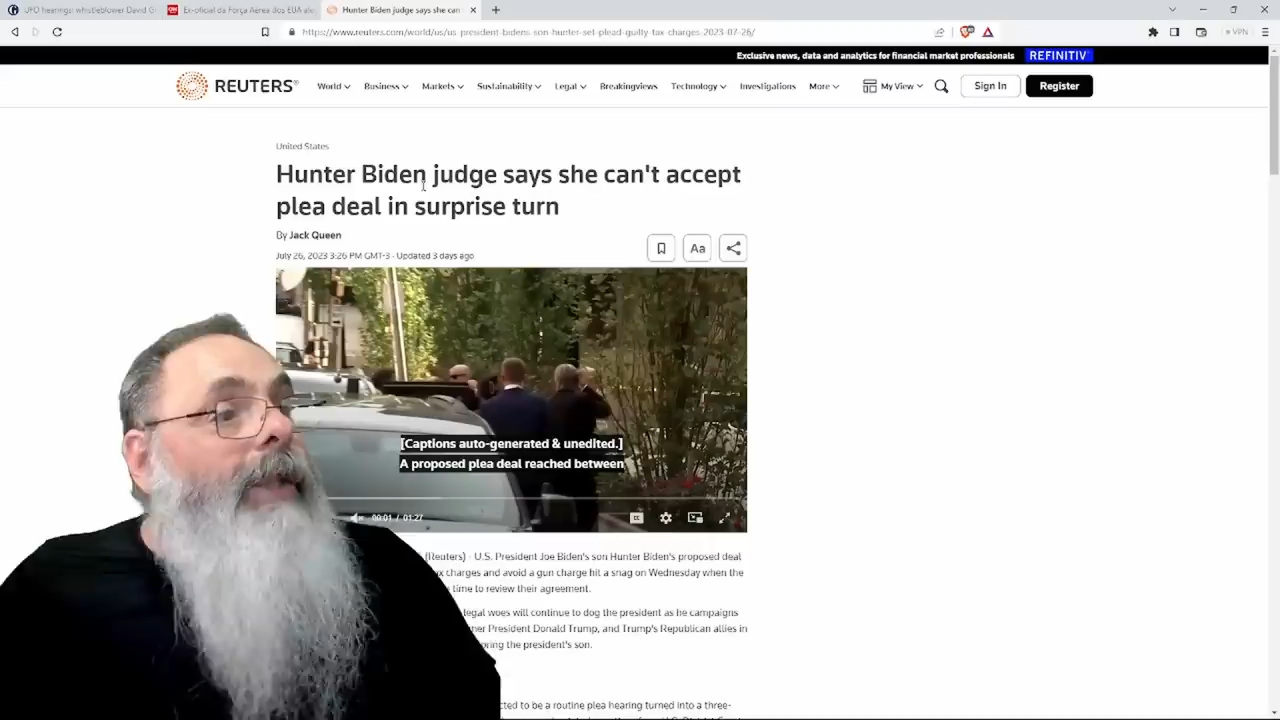 UFO hearings: whistleblower David G
Ex-oficial da Força Aérea dos EUA ale
Hunter Biden judge says she can't
https://www.reuters.com/world/us/us-president-bidens-son-hunter-set-plead-guilty-tax-charges-2023-07-26/
VPN
Exclusive news, data and analytics for financial market professionals REFINITIV
REUTERS®
World Business Markets Sustainability Legal Breakingviews Technology Investigations More My View Sign In Register
United States
Hunter Biden judge says she can't accept
plea deal in surprise turn
By Jack Queen
July 26, 2023 3:26 PM GMT-3 · Updated 3 days ago
Aa
[Captions auto-generated & unedited.]
A proposed plea deal reached between
00:01 / 01:27
(Reuters) - U.S. President Joe Biden's son Hunter Biden's proposed deal
charges and avoid a gun charge hit a snag on Wednesday when the
time to review their agreement.
legal woes will continue to dog the president as he campaigns
President Donald Trump, and Trump's Republican allies in
the president's son.
to be a routine plea hearing turned into a three-